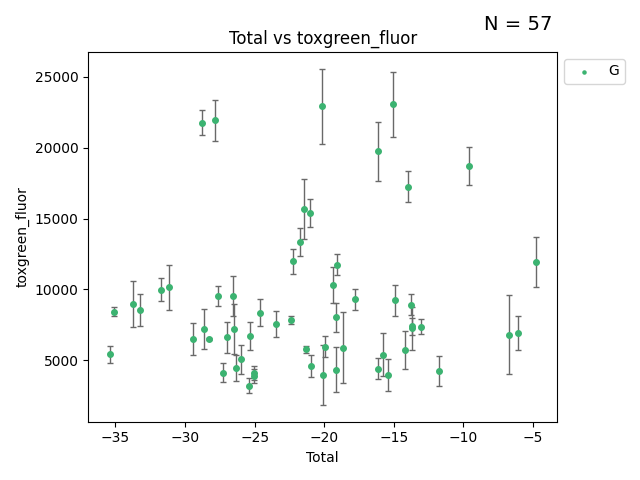 N = 57
Total vs toxgreen_fluor
G
25000
20000
15000
10000
5000
toxgreen_fluor
−35 −30 −25 −20 −15 −10 −5
Total